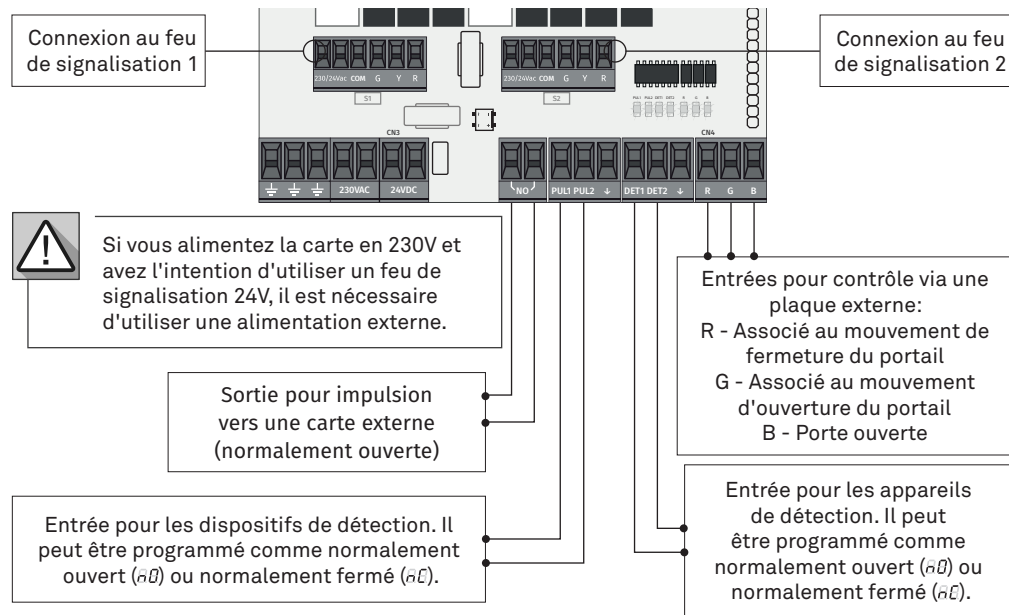 Connexion au feu
de signalisation 1
Connexion au feu
de signalisation 2
230/24Vac COM G Y R
S1
230/24Vac COM G Y R
S2
PUL1 PUL2 DET1 DET2 R G B
CN3
CN4
230VAC 24VDC
NO
PUL1 PUL2 ↓
DET1 DET2 ↓
R G B
Si vous alimentez la carte en 230V et
avez l'intention d'utiliser un feu de
signalisation 24V, il est nécessaire
d'utiliser une alimentation externe.
Entrées pour contrôle via une
plaque externe:
R - Associé au mouvement de
fermeture du portail
G - Associé au mouvement
d'ouverture du portail
B - Porte ouverte
Sortie pour impulsion
vers une carte externe
(normalement ouverte)
Entrée pour les dispositifs de détection. Il
peut être programmé comme normalement
ouvert (n0) ou normalement fermé (nC).
Entrée pour les appareils
de détection. Il peut
être programmé comme
normalement ouvert (n0) ou
normalement fermé (nC).